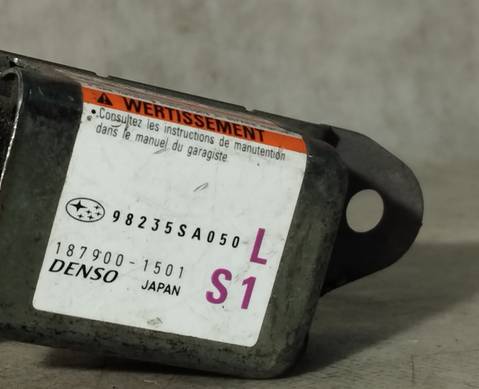 WERTISSEMENT
Consultez les instructions de manutention
dans le manuel du garagiste.
98235SA050 L
187900-1501 S1
DENSO JAPAN